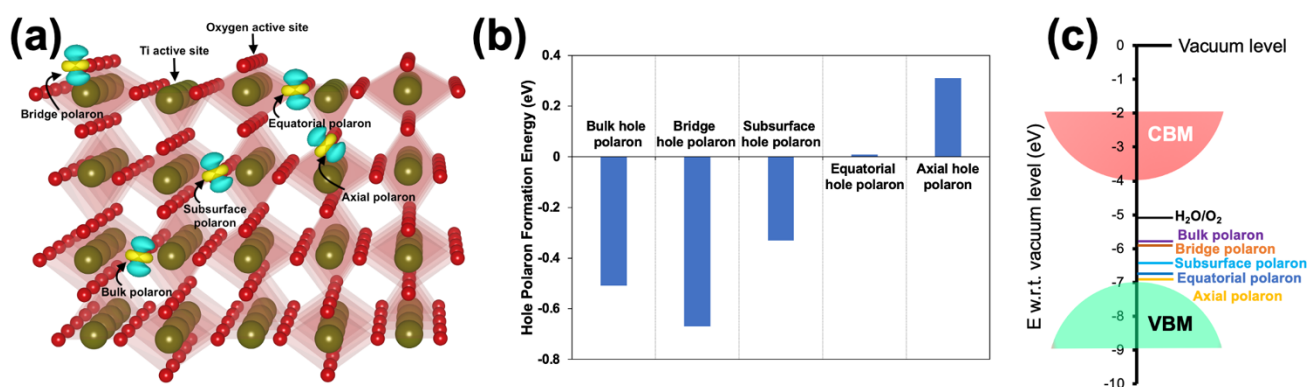 (a)
Oxygen active site
Ti active site
Bridge polaron
Equatorial polaron
Subsurface
polaron
Axial polaron
Bulk polaron
(b)
Hole Polaron Formation Energy (eV)
0.4
0.2
0
-0.2
-0.4
-0.6
-0.8
Bulk hole
polaron
Bridge
hole polaron
Subsurface
hole polaron
Equatorial
hole polaron
Axial hole
polaron
(c)
E w.r.t. vacuum level (eV)
0
-1
-2
-3
-4
-5
-6
-7
-8
-9
-10
Vacuum level
CBM
H₂O/O₂
Bulk polaron
Bridge polaron
Subsurface polaron
Equatorial polaron
Axial polaron
VBM